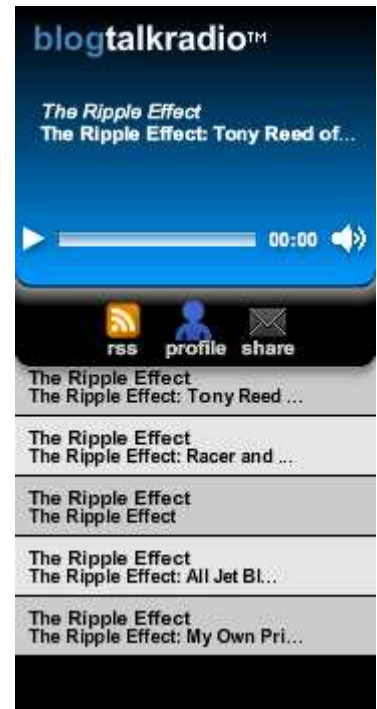 blogtalkradio™
The Ripple Effect
The Ripple Effect: Tony Reed of...
00:00
rss profile share
The Ripple Effect
The Ripple Effect: Tony Reed ...
The Ripple Effect
The Ripple Effect: Racer and ...
The Ripple Effect
The Ripple Effect
The Ripple Effect
The Ripple Effect: All Jet Bl...
The Ripple Effect
The Ripple Effect: My Own Pri...